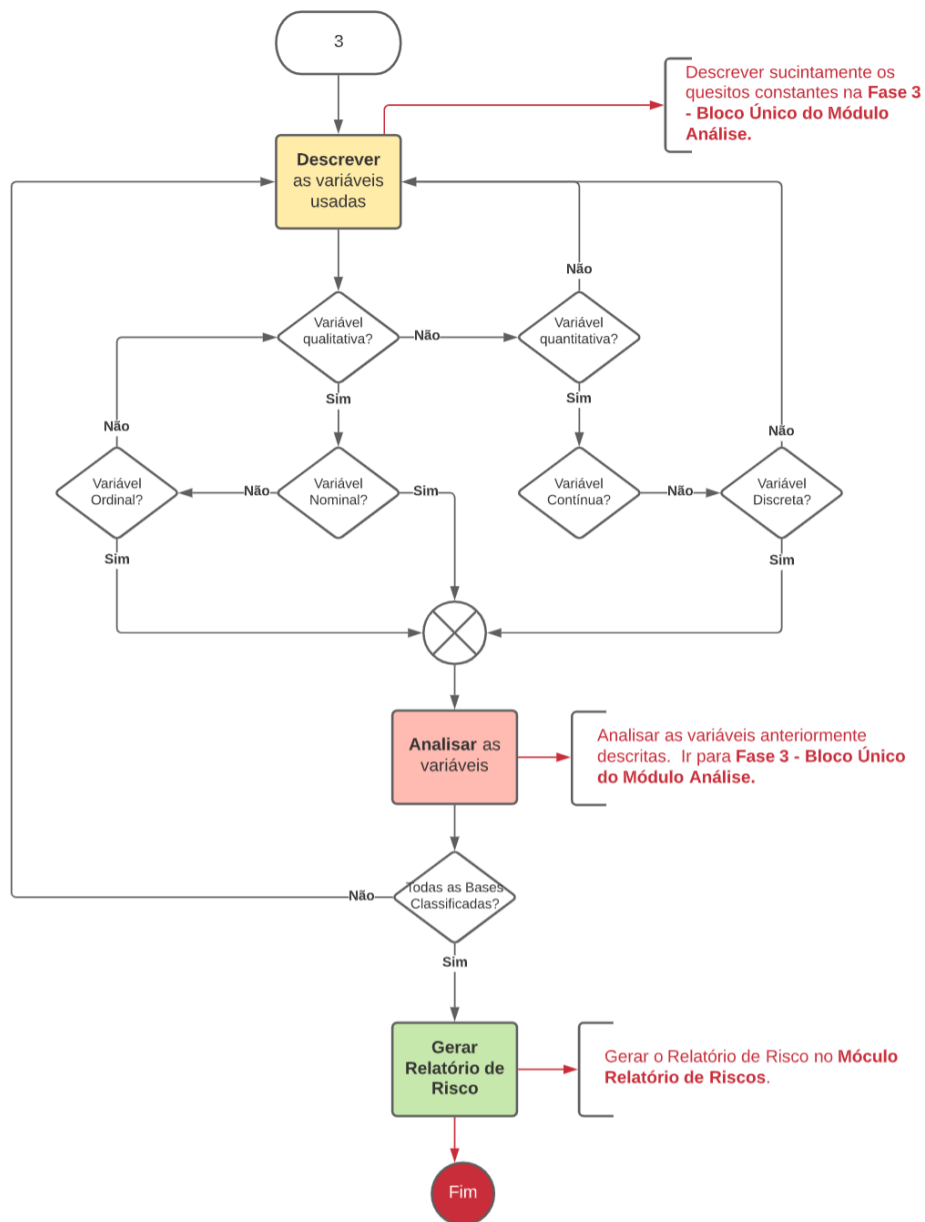 3
Descrever sucintamente os
quesitos constantes na Fase 3
- Bloco Único do Módulo
Análise.
Descrever
as variáveis
usadas
Não
Variável
qualitativa?
Não
Variável
quantitativa?
Sim
Sim
Não
Não
Variável
Ordinal?
Não
Variável
Nominal?
Sim
Variável
Contínua?
Não
Variável
Discreta?
Sim
Sim
Analisar as
variáveis
Analisar as variáveis anteriormente
descritas. Ir para Fase 3 - Bloco Único
do Módulo Análise.
Não
Todas as Bases
Classificadas?
Sim
Gerar
Relatório de
Risco
Gerar o Relatório de Risco no Móculo
Relatório de Riscos.
Fim